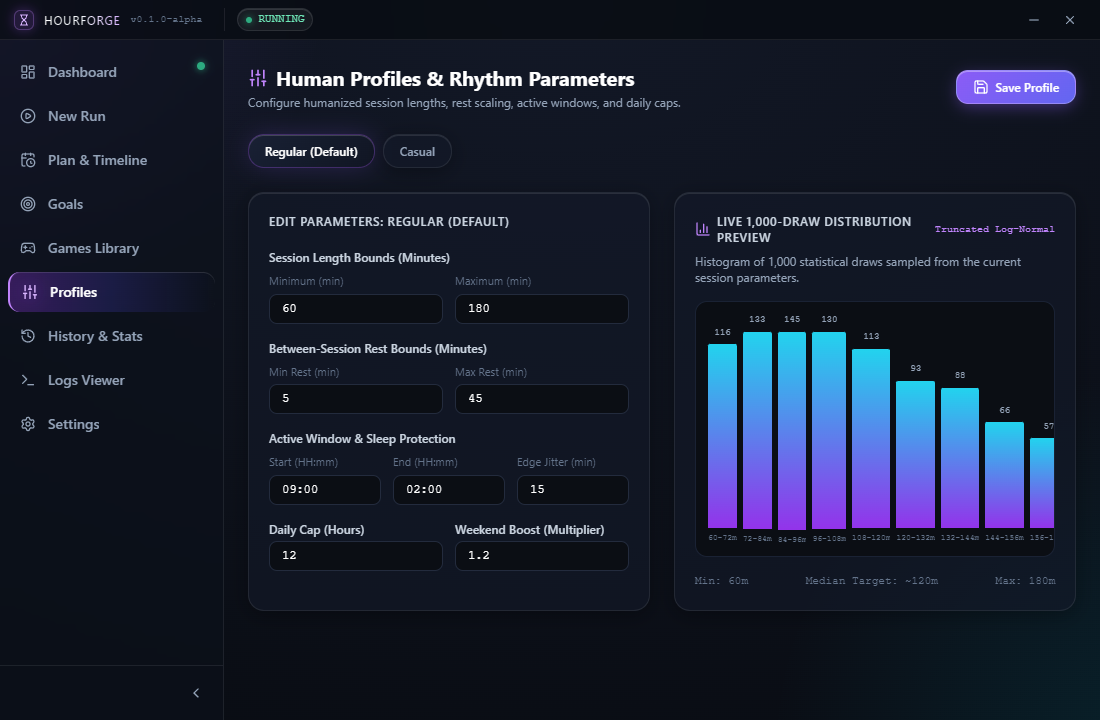 HOURFORGE v0.1.0-alpha RUNNING
Dashboard
New Run
Plan & Timeline
Goals
Games Library
Profiles
History & Stats
Logs Viewer
Settings
Human Profiles & Rhythm Parameters
Configure humanized session lengths, rest scaling, active windows, and daily caps.
Save Profile
Regular (Default) Casual
EDIT PARAMETERS: REGULAR (DEFAULT)
Session Length Bounds (Minutes)
Minimum (min) Maximum (min)
60 180
Between-Session Rest Bounds (Minutes)
Min Rest (min) Max Rest (min)
5 45
Active Window & Sleep Protection
Start (HH:mm) End (HH:mm) Edge Jitter (min)
09:00 02:00 15
Daily Cap (Hours) Weekend Boost (Multiplier)
12 1.2
LIVE 1,000-DRAW DISTRIBUTION
PREVIEW
Truncated Log-Normal
Histogram of 1,000 statistical draws sampled from the current
session parameters.
116 133 145 130 113 93 88 66 57
60-72m 72-84m 84-96m 96-108m 108-120m 120-132m 132-144m 144-156m 156-1
Min: 60m Median Target: ~120m Max: 180m